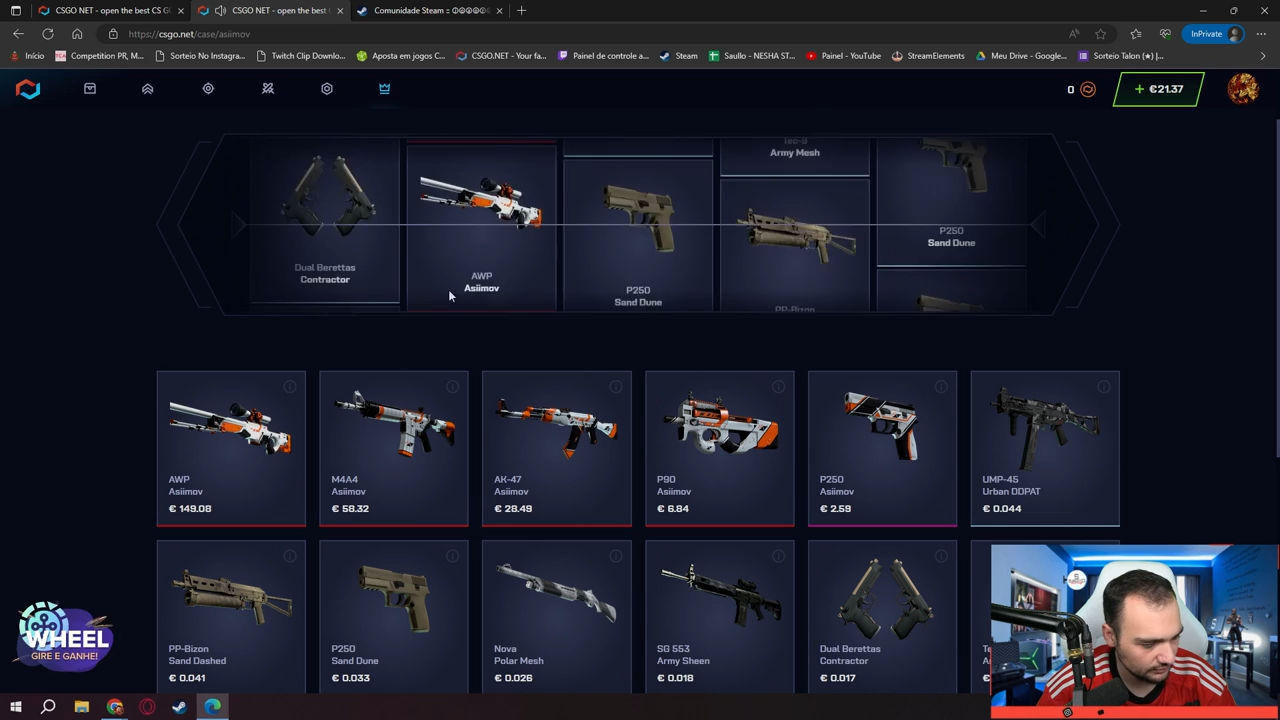 CSGO NET - open the best CS G
CSGO.NET - open the best
Comunidade Steam ::
https://csgo.net/case/asiimov
InPrivate
Início
Competition PR, M...
Sorteio No Instagra...
Twitch Clip Downlo...
Aposta em jogos C...
CSGO.NET - Your fa...
Painel de controle a...
Steam
Saullo - NESHA ST...
Painel - YouTube
StreamElements
Meu Drive - Google...
Sorteio Talon (★) |...
0
+ €21.37
Dual Berettas
Contractor
AWP
Asiimov
P250
Sand Dune
Tec-9
Army Mesh
PP-Bizon
P250
Sand Dune
AWP
Asiimov
€ 149.08
M4A4
Asiimov
€ 58.32
AK-47
Asiimov
€ 28.49
P90
Asiimov
€ 6.84
P250
Asiimov
€ 2.59
UMP-45
Urban DDPAT
€ 0.044
PP-Bizon
Sand Dashed
€ 0.041
P250
Sand Dune
€ 0.033
Nova
Polar Mesh
€ 0.026
SG 553
Army Sheen
€ 0.018
Dual Berettas
Contractor
€ 0.017
WHEEL
GIRE E GANHE!